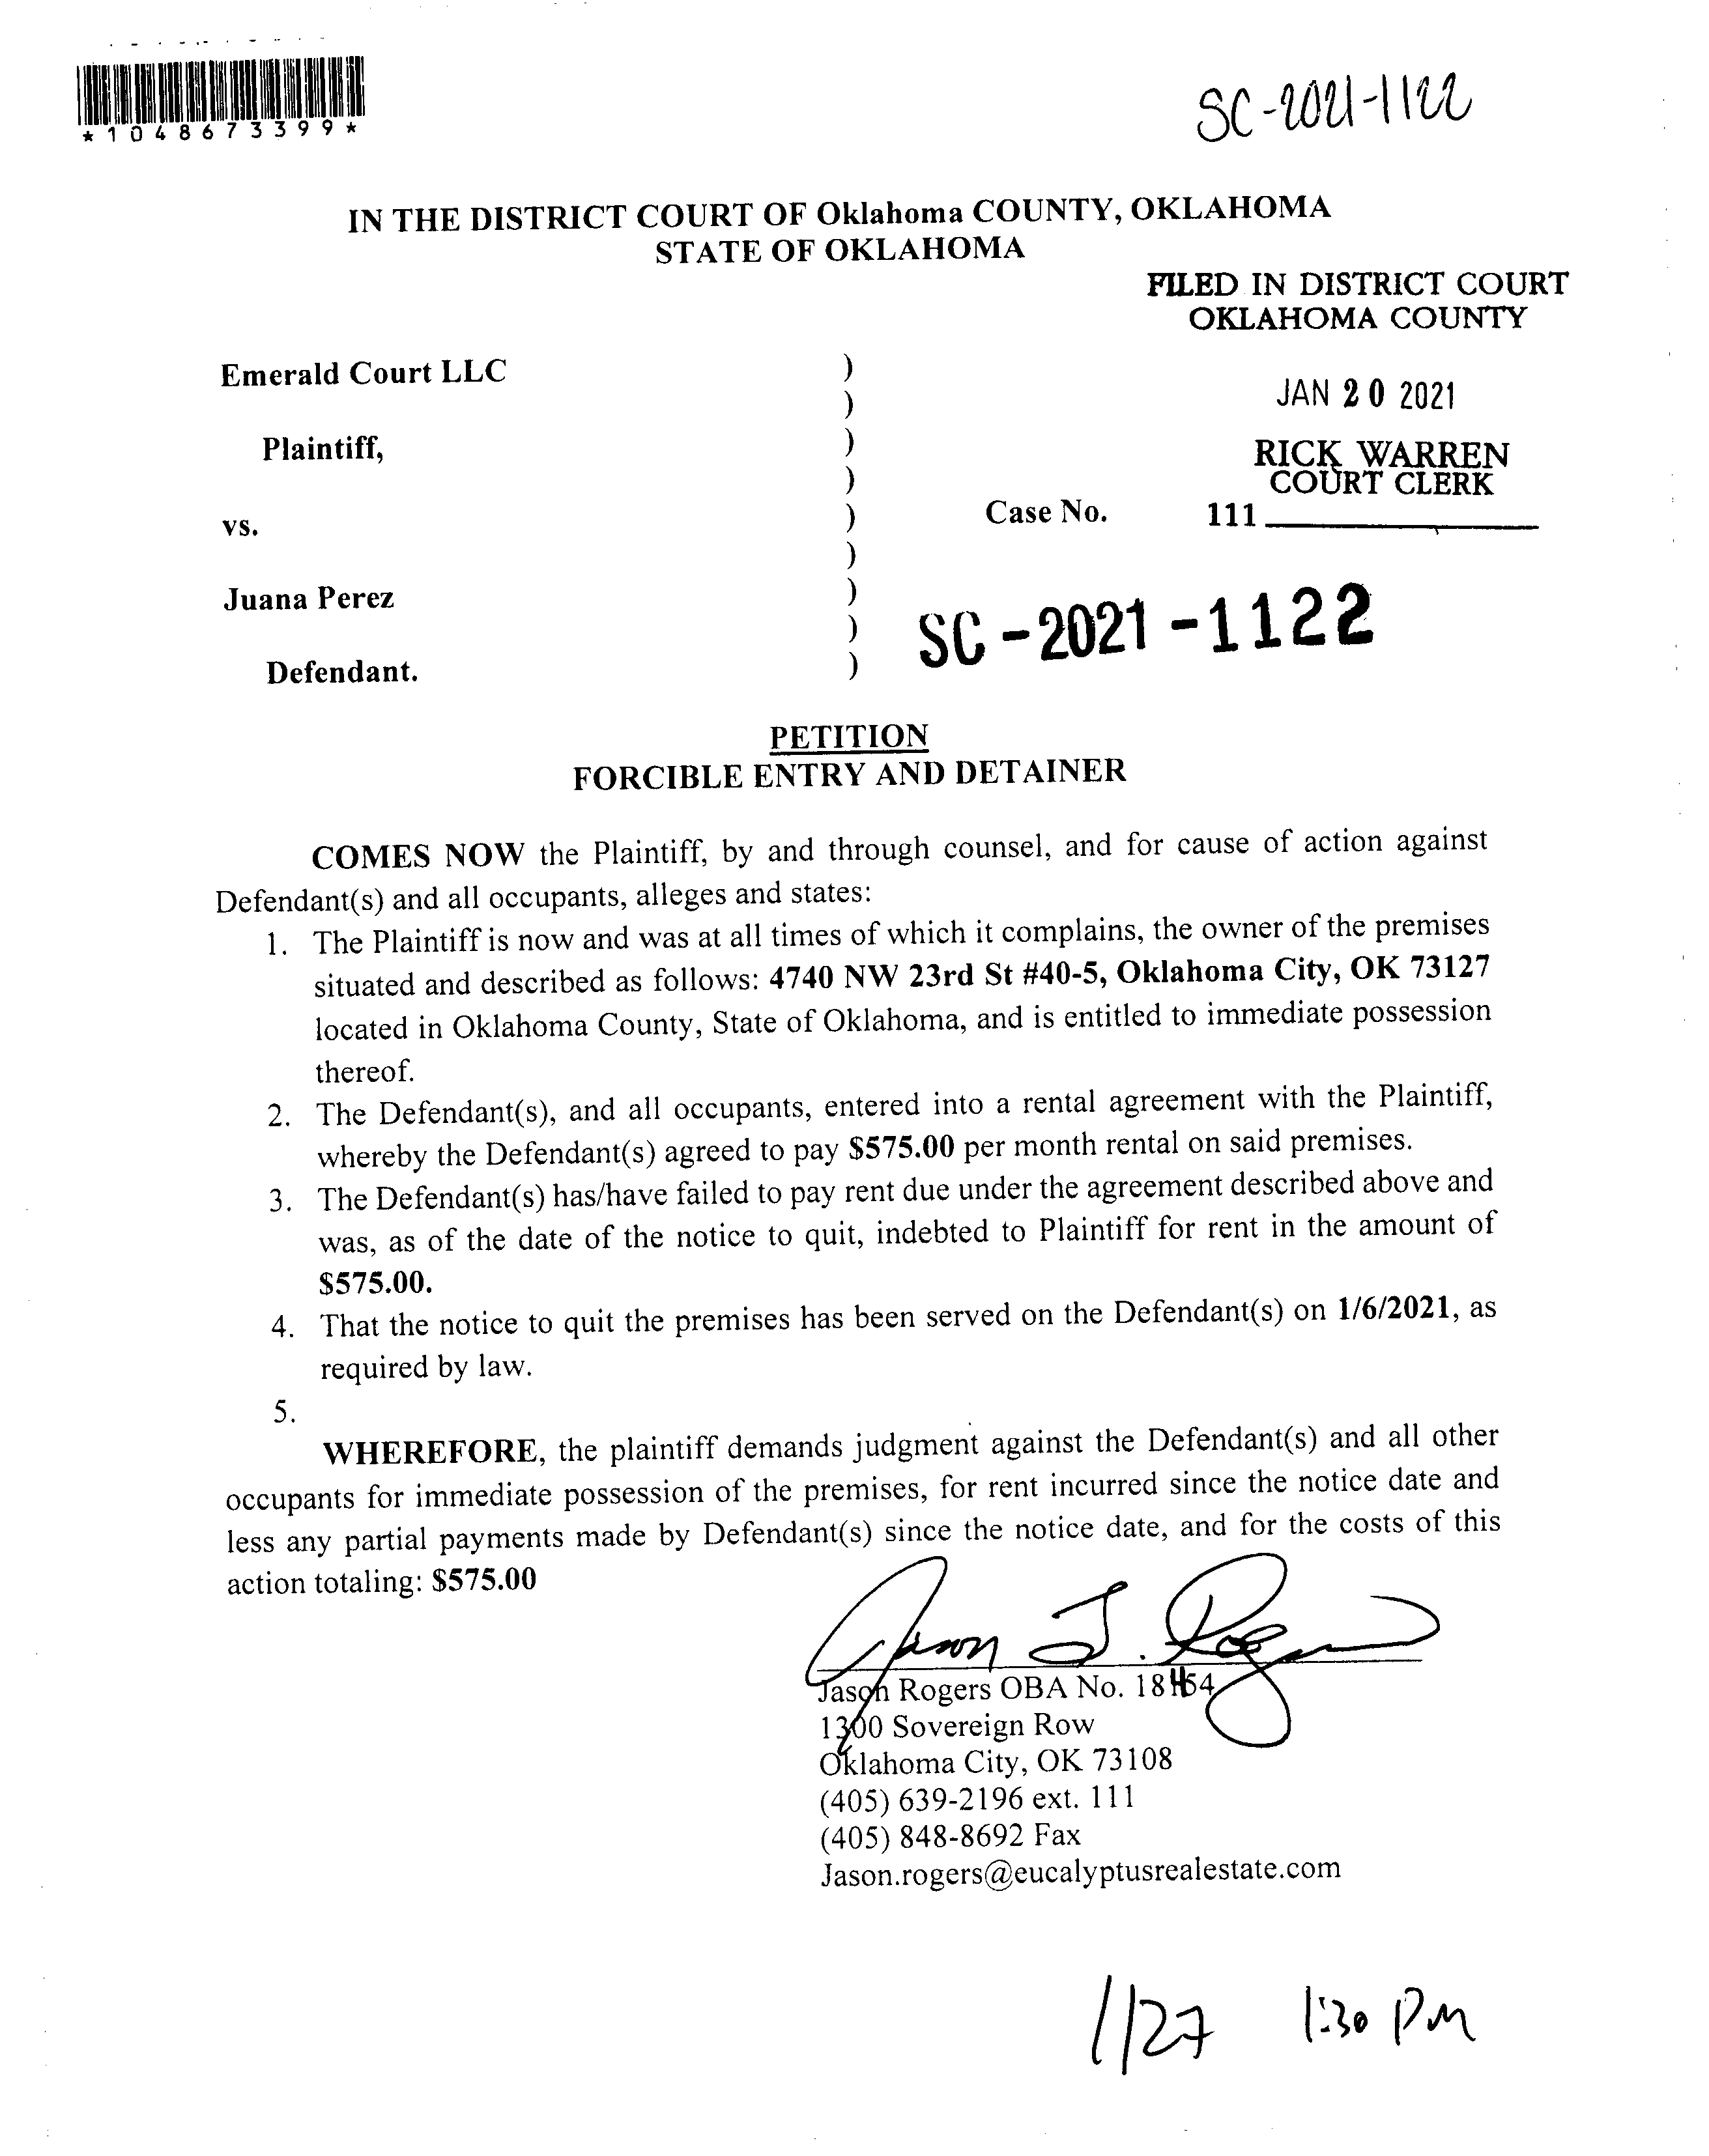 *1048673399*
SC-2021-1122
IN THE DISTRICT COURT OF Oklahoma COUNTY, OKLAHOMA
STATE OF OKLAHOMA
FILED IN DISTRICT COURT
OKLAHOMA COUNTY
JAN 20 2021
RICK WARREN
COURT CLERK
Emerald Court LLC )
)
Plaintiff, )
)
vs. ) Case No. 111
)
Juana Perez )
) SC-2021-1122
Defendant. )
PETITION
FORCIBLE ENTRY AND DETAINER
COMES NOW the Plaintiff, by and through counsel, and for cause of action against
Defendant(s) and all occupants, alleges and states:
1. The Plaintiff is now and was at all times of which it complains, the owner of the premises
situated and described as follows: 4740 NW 23rd St #40-5, Oklahoma City, OK 73127
located in Oklahoma County, State of Oklahoma, and is entitled to immediate possession
thereof.
2. The Defendant(s), and all occupants, entered into a rental agreement with the Plaintiff,
whereby the Defendant(s) agreed to pay $575.00 per month rental on said premises.
3. The Defendant(s) has/have failed to pay rent due under the agreement described above and
was, as of the date of the notice to quit, indebted to Plaintiff for rent in the amount of
$575.00.
4. That the notice to quit the premises has been served on the Defendant(s) on 1/6/2021, as
required by law.
5.
WHEREFORE, the plaintiff demands judgment against the Defendant(s) and all other
occupants for immediate possession of the premises, for rent incurred since the notice date and
less any partial payments made by Defendant(s) since the notice date, and for the costs of this
action totaling: $575.00
Jason T. Rogers
Jason Rogers OBA No.
1300 Sovereign Row
Oklahoma City, OK 73108
(405) 639-2196 ext. 111
(405) 848-8692 Fax
Jason.rogers@eucalyptusrealestate.com
1/27 1:30 PM